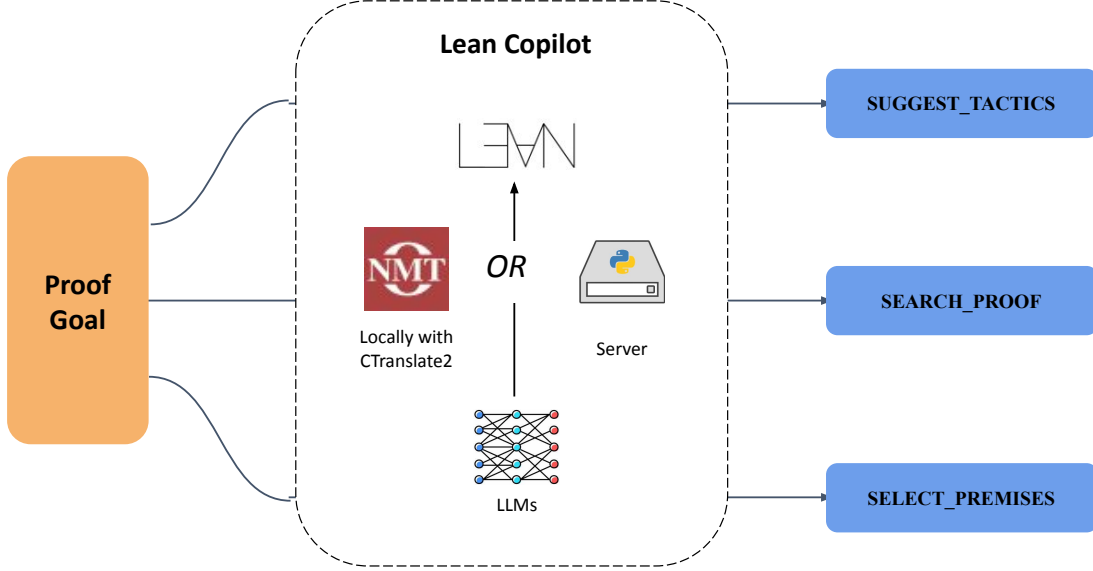 Lean Copilot
LEAN
Proof
Goal
NMT
OR
Locally with
CTranslate2
Server
LLMs
SUGGEST_TACTICS
SEARCH_PROOF
SELECT_PREMISES